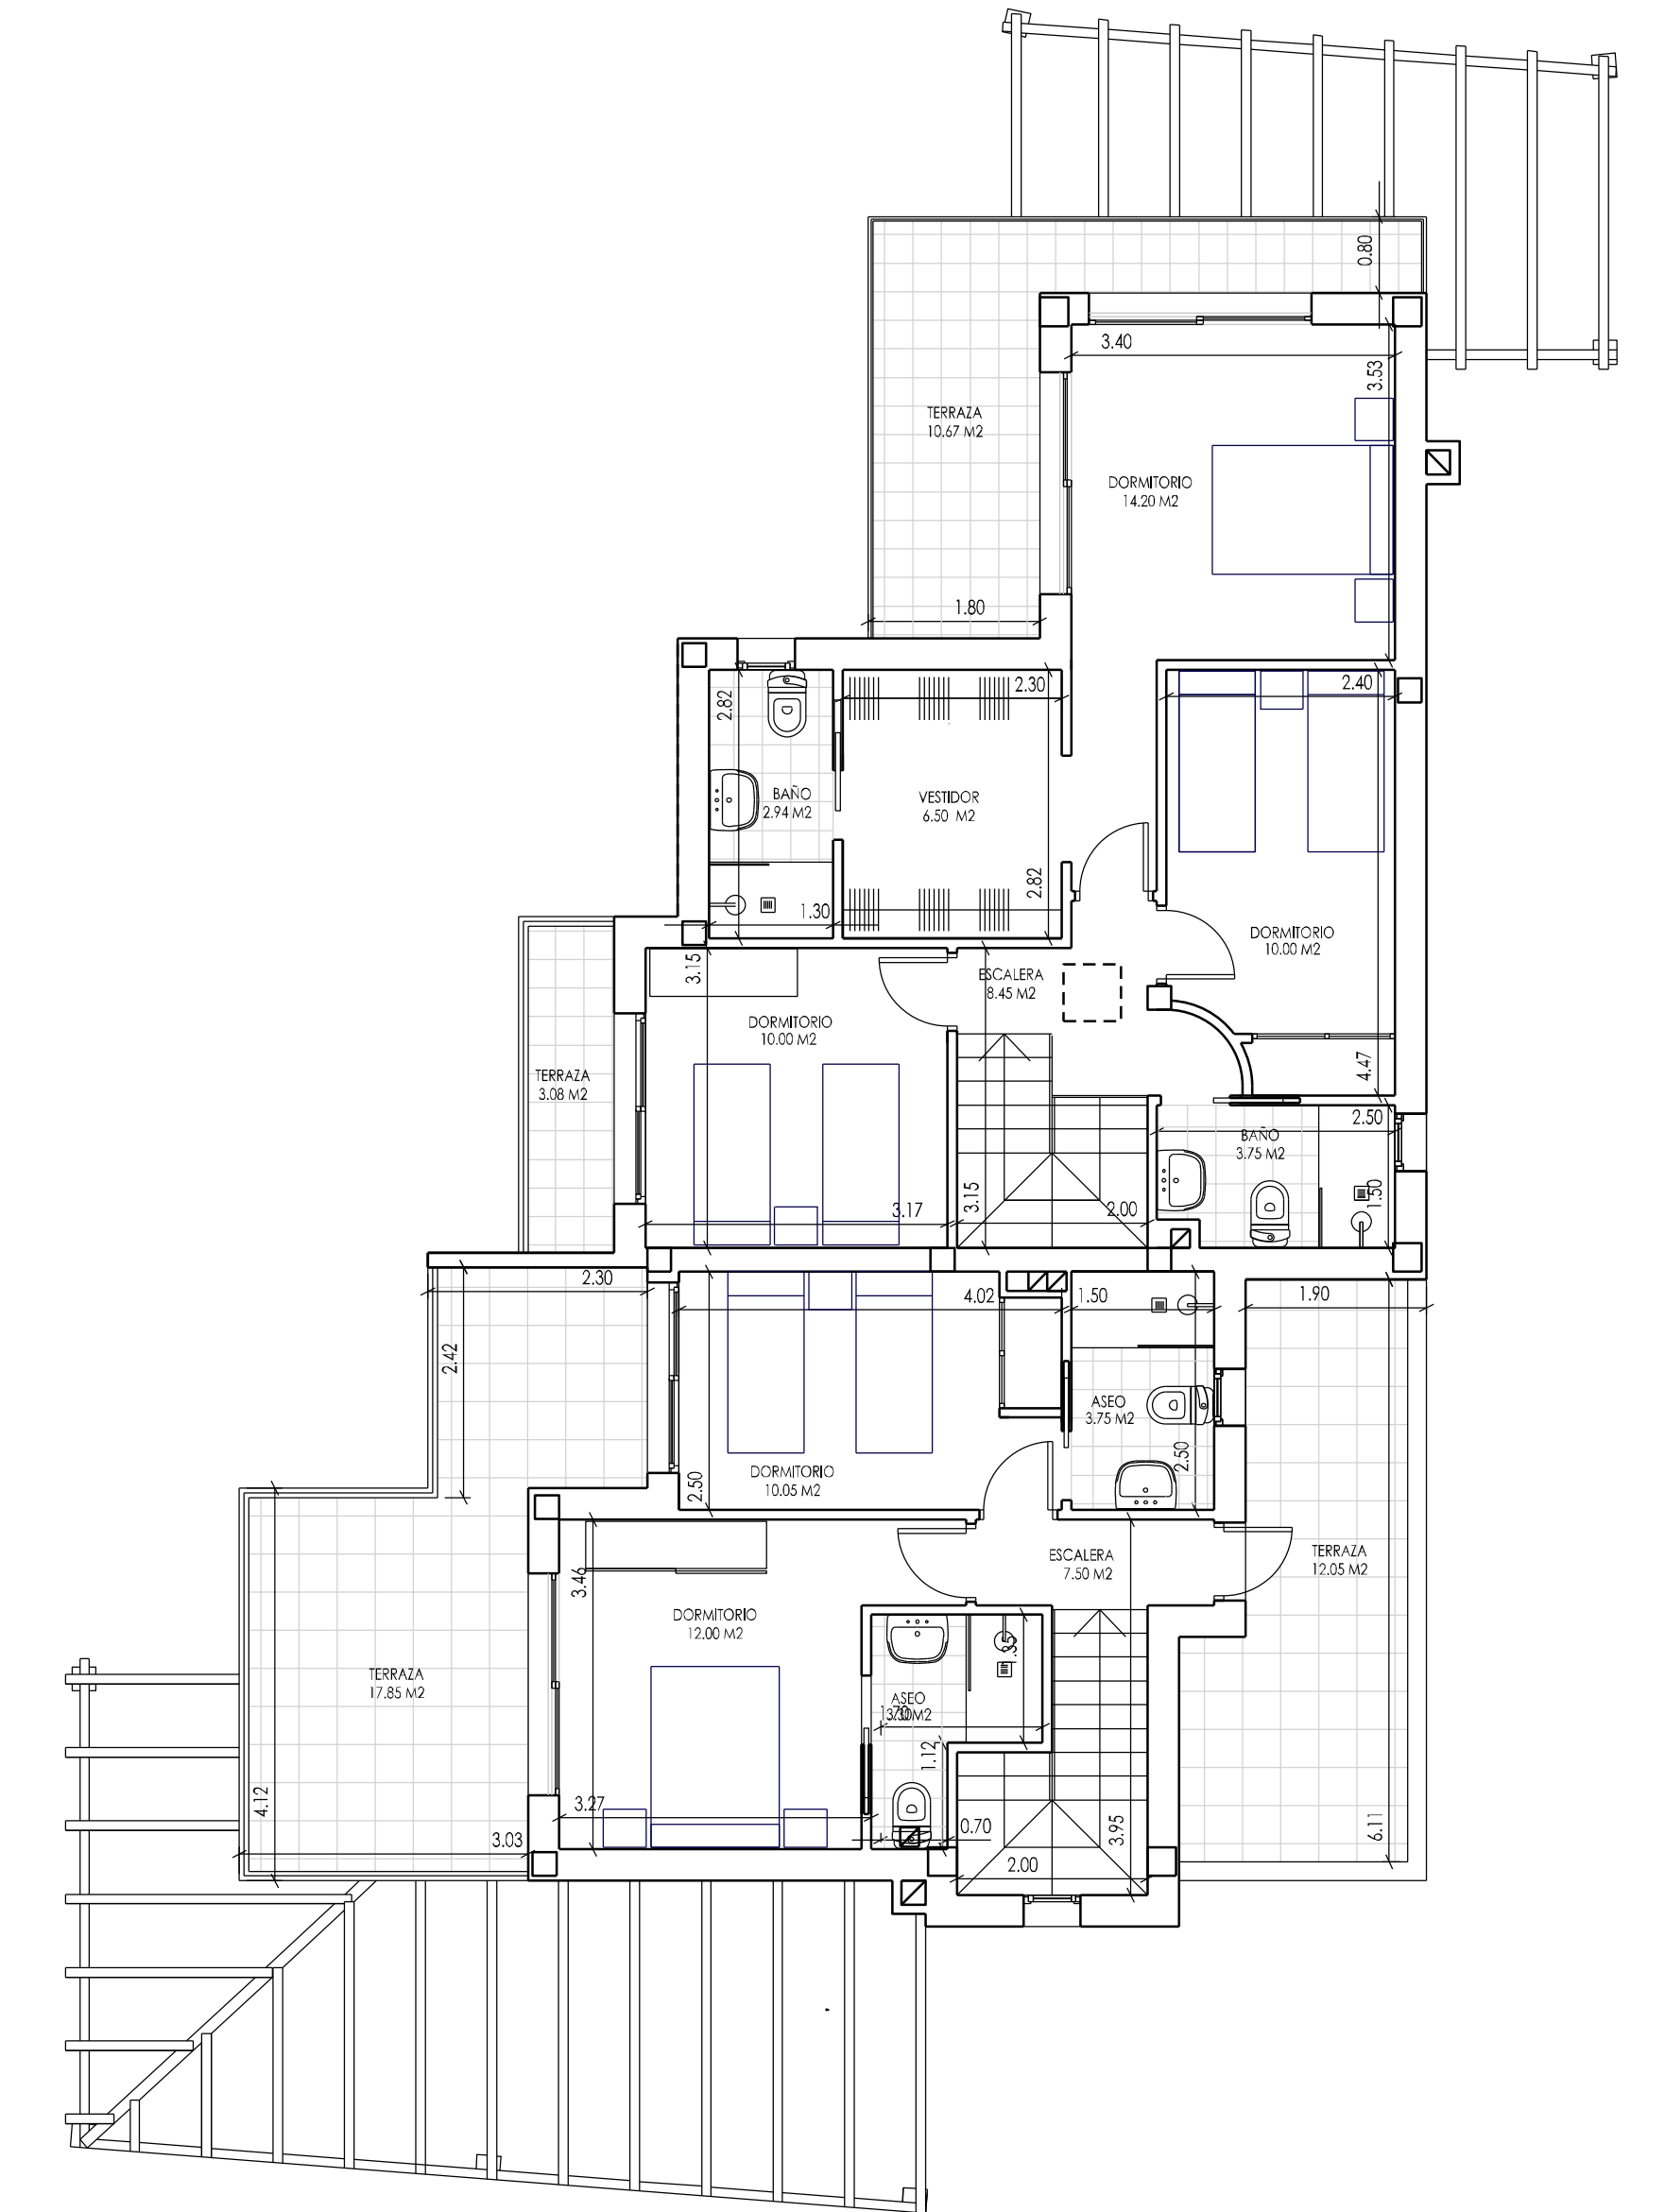 0.80
3.40
3.53
TERRAZA
10.67 M2
DORMITORIO
14.20 M2
1.80
2.82
2.30
2.40
BAÑO
2.94 M2
VESTIDOR
6.50 M2
2.82
1.30
DORMITORIO
10.00 M2
3.15
ESCALERA
8.45 M2
DORMITORIO
10.00 M2
TERRAZA
3.08 M2
4.47
2.50
BAÑO
3.75 M2
1.50
3.15
3.17
2.00
2.30
4.02
1.50
1.90
2.42
ASEO
3.75 M2
2.50
DORMITORIO
10.05 M2
2.50
ESCALERA
7.50 M2
TERRAZA
12.05 M2
3.46
DORMITORIO
12.00 M2
1.35
TERRAZA
17.85 M2
ASEO
1.12
4.12
3.27
3.03
0.70
3.95
6.11
2.00